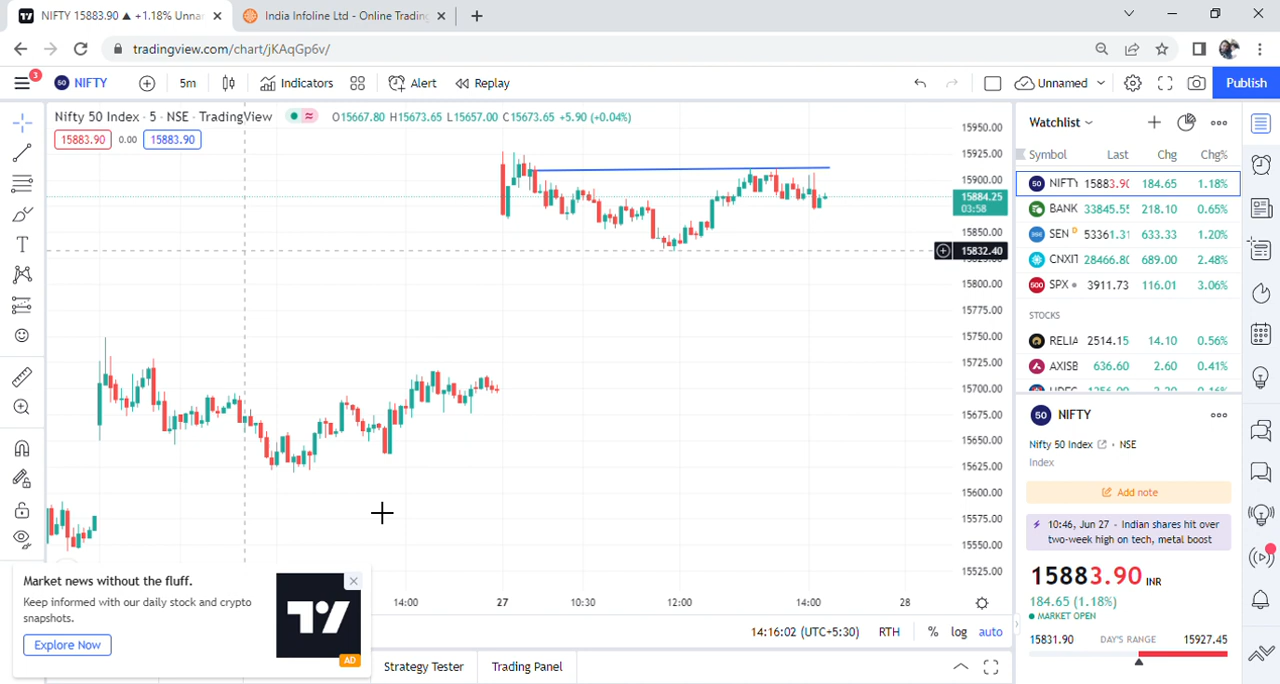 NIFTY 15883.90 ▲ +1.18% Unnar
India Infoline Ltd - Online Trading
tradingview.com/chart/jKAqGp6v/
3
50 NIFTY
5m
Indicators
Alert
Replay
Unnamed
Publish
Nifty 50 Index · 5 · NSE · TradingView
O15667.80 H15673.65 L15657.00 C15673.65 +5.90 (+0.04%)
15883.90 0.00 15883.90
15950.00
15925.00
15900.00
15884.25
03:58
15850.00
15832.40
15800.00
15775.00
15750.00
15725.00
15700.00
15675.00
15650.00
15625.00
15600.00
15575.00
15550.00
15525.00
14:00 27 10:30 12:00 14:00 28
14:16:02 (UTC+5:30) RTH % log auto
Market news without the fluff.
Keep informed with our daily stock and crypto
snapshots.
Explore Now
AD
Strategy Tester Trading Panel
Watchlist
Symbol Last Chg Chg%
50 NIFTY 15883.90 184.65 1.18%
BANK 33845.55 218.10 0.65%
SEN D 53361.31 633.33 1.20%
CNXIT 28466.80 689.00 2.48%
500 SPX 3911.73 116.01 3.06%
STOCKS
RELIA 2514.15 14.10 0.56%
AXISB 636.60 2.60 0.41%
50 NIFTY
Nifty 50 Index • NSE
Index
Add note
10:46, Jun 27 - Indian shares hit over
two-week high on tech, metal boost
15883.90 INR
184.65 (1.18%)
MARKET OPEN
15831.90 DAY'S RANGE 15927.45